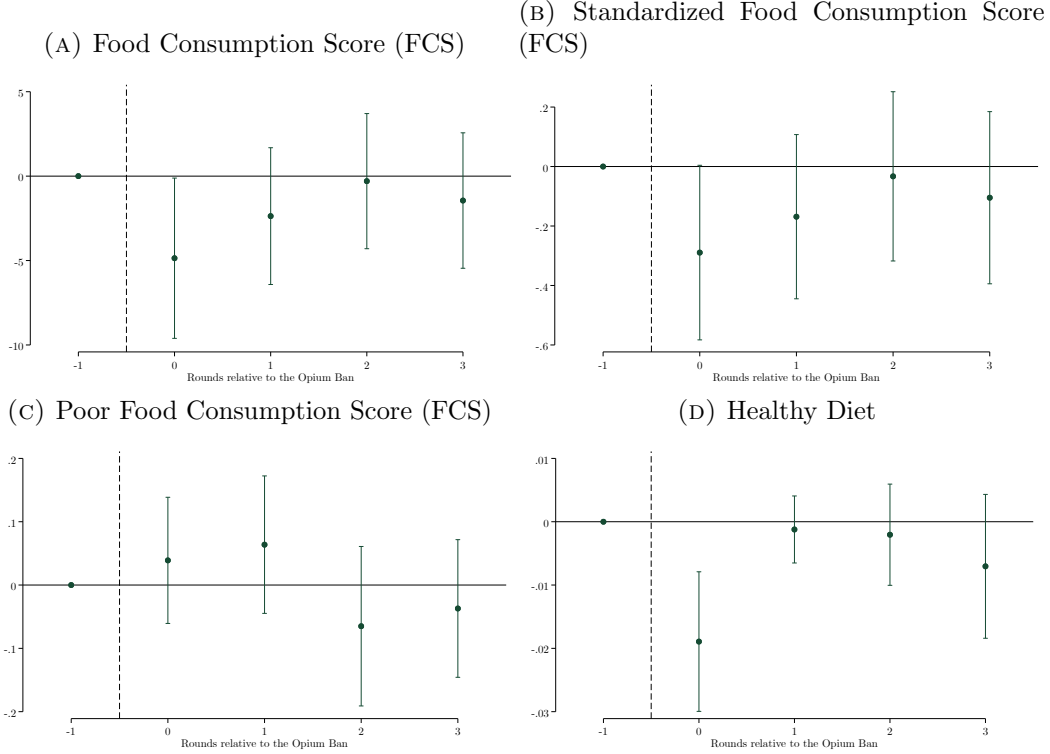 (A) Food Consumption Score (FCS)
5
0
-5
-10
-1 0 1 2 3
Rounds relative to the Opium Ban
(B) Standardized Food Consumption Score
(FCS)
.2
0
-.2
-.4
-.6
-1 0 1 2 3
Rounds relative to the Opium Ban
(C) Poor Food Consumption Score (FCS)
.2
.1
0
-.1
-.2
-1 0 1 2 3
Rounds relative to the Opium Ban
(D) Healthy Diet
.01
0
-.01
-.02
-.03
-1 0 1 2 3
Rounds relative to the Opium Ban